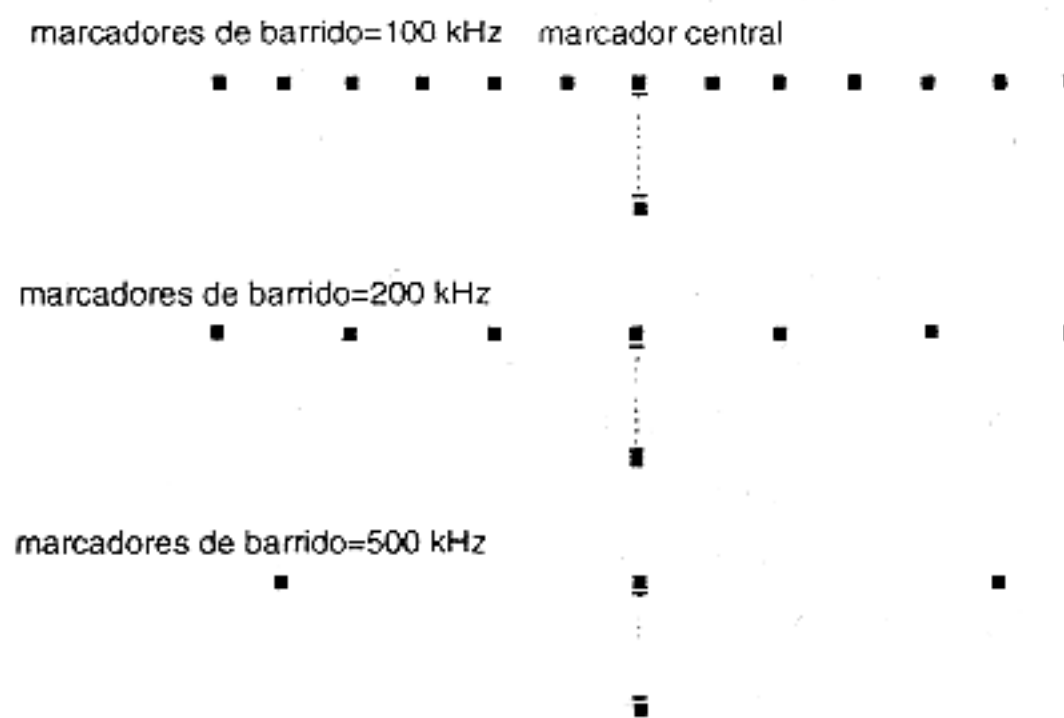 marcadores de barrido=100 kHz marcador central
marcadores de barrido=200 kHz
marcadores de barrido=500 kHz